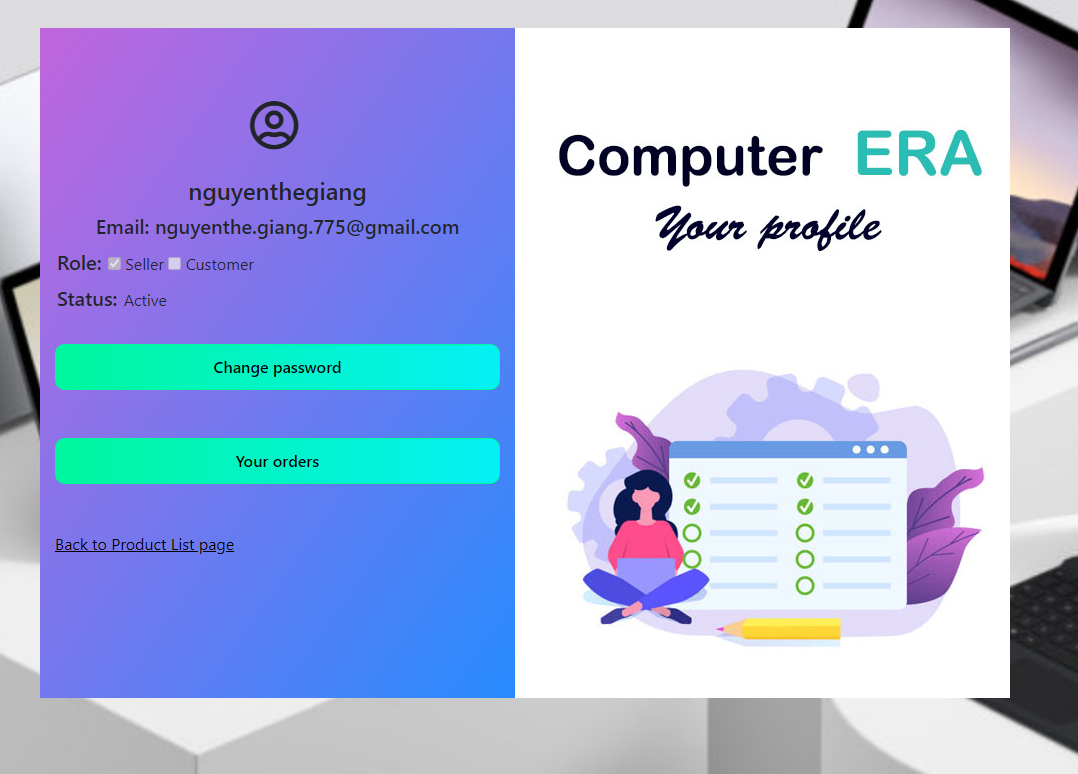 nguyenthegiang
Email: nguyenthe.giang.775@gmail.com
Role: Seller Customer
Status: Active
Change password
Your orders
Back to Product List page
Computer ERA
Your profile